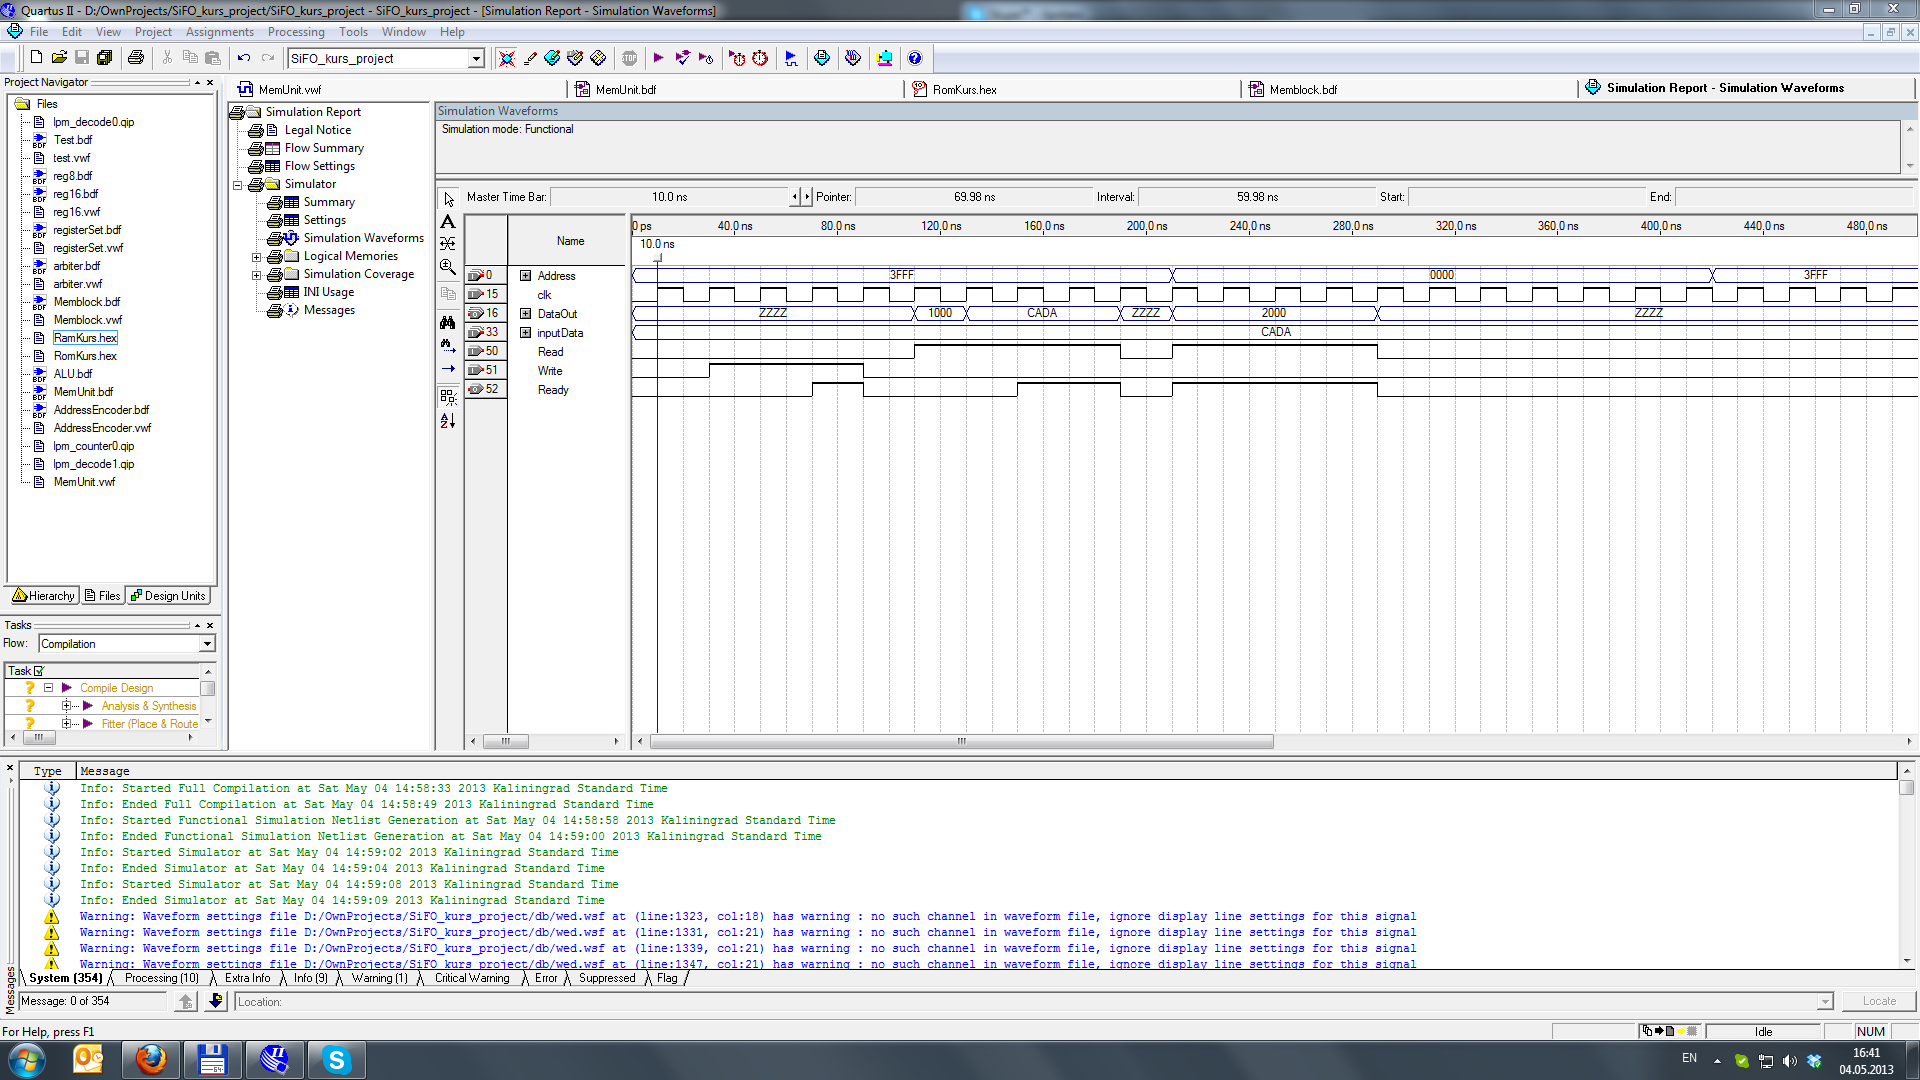 Quartus II - D:/OwnProjects/SiFO_kurs_project/SiFO_kurs_project - SiFO_kurs_project - [Simulation Report - Simulation Waveforms]
File Edit View Project Assignments Processing Tools Window Help
SiFO_kurs_project
STOP
Project Navigator
MemUnit.vwf
MemUnit.bdf
RomKurs.hex
Memblock.bdf
Simulation Report - Simulation Waveforms
Files
lpm_decode0.qip
Test.bdf
test.vwf
reg8.bdf
reg16.bdf
reg16.vwf
registerSet.bdf
registerSet.vwf
arbiter.bdf
arbiter.vwf
Memblock.bdf
Memblock.vwf
RamKurs.hex
RomKurs.hex
ALU.bdf
MemUnit.bdf
AddressEncoder.bdf
AddressEncoder.vwf
lpm_counter0.qip
lpm_decode1.qip
MemUnit.vwf
Hierarchy Files Design Units
Tasks
Flow: Compilation
Task
Compile Design
Analysis & Synthesis
Fitter (Place & Route
Simulation Report
Legal Notice
Flow Summary
Flow Settings
Simulator
Summary
Settings
Simulation Waveforms
Logical Memories
Simulation Coverage
INI Usage
Messages
Simulation Waveforms
Simulation mode: Functional
Master Time Bar: 10.0 ns Pointer: 69.98 ns Interval: 59.98 ns Start: End:
Name
0 ps 40.0 ns 80.0 ns 120.0 ns 160.0 ns 200.0 ns 240.0 ns 280.0 ns 320.0 ns 360.0 ns 400.0 ns 440.0 ns 480.0 ns
10.0 ns
0 Address 3FFF 0000 3FFF
15 clk
16 DataOut ZZZZ 1000 CADA ZZZZ 2000 ZZZZ
33 inputData CADA
50 Read
51 Write
52 Ready
Type Message
Info: Started Full Compilation at Sat May 04 14:58:33 2013 Kaliningrad Standard Time
Info: Ended Full Compilation at Sat May 04 14:58:49 2013 Kaliningrad Standard Time
Info: Started Functional Simulation Netlist Generation at Sat May 04 14:58:58 2013 Kaliningrad Standard Time
Info: Ended Functional Simulation Netlist Generation at Sat May 04 14:59:00 2013 Kaliningrad Standard Time
Info: Started Simulator at Sat May 04 14:59:02 2013 Kaliningrad Standard Time
Info: Ended Simulator at Sat May 04 14:59:04 2013 Kaliningrad Standard Time
Info: Started Simulator at Sat May 04 14:59:08 2013 Kaliningrad Standard Time
Info: Ended Simulator at Sat May 04 14:59:09 2013 Kaliningrad Standard Time
Warning: Waveform settings file D:/OwnProjects/SiFO_kurs_project/db/wed.wsf at (line:1323, col:18) has warning : no such channel in waveform file, ignore display line settings for this signal
Warning: Waveform settings file D:/OwnProjects/SiFO_kurs_project/db/wed.wsf at (line:1331, col:21) has warning : no such channel in waveform file, ignore display line settings for this signal
Warning: Waveform settings file D:/OwnProjects/SiFO_kurs_project/db/wed.wsf at (line:1339, col:21) has warning : no such channel in waveform file, ignore display line settings for this signal
Warning: Waveform settings file D:/OwnProjects/SiFO_kurs_project/db/wed.wsf at (line:1347, col:21) has warning : no such channel in waveform file, ignore display line settings for this signal
System (354) Processing (10) Extra Info Info (9) Warning (1) Critical Warning Error Suppressed Flag
Messages
Message: 0 of 354 Location: Locate
For Help, press F1
Idle NUM
EN 16:41
04.05.2013